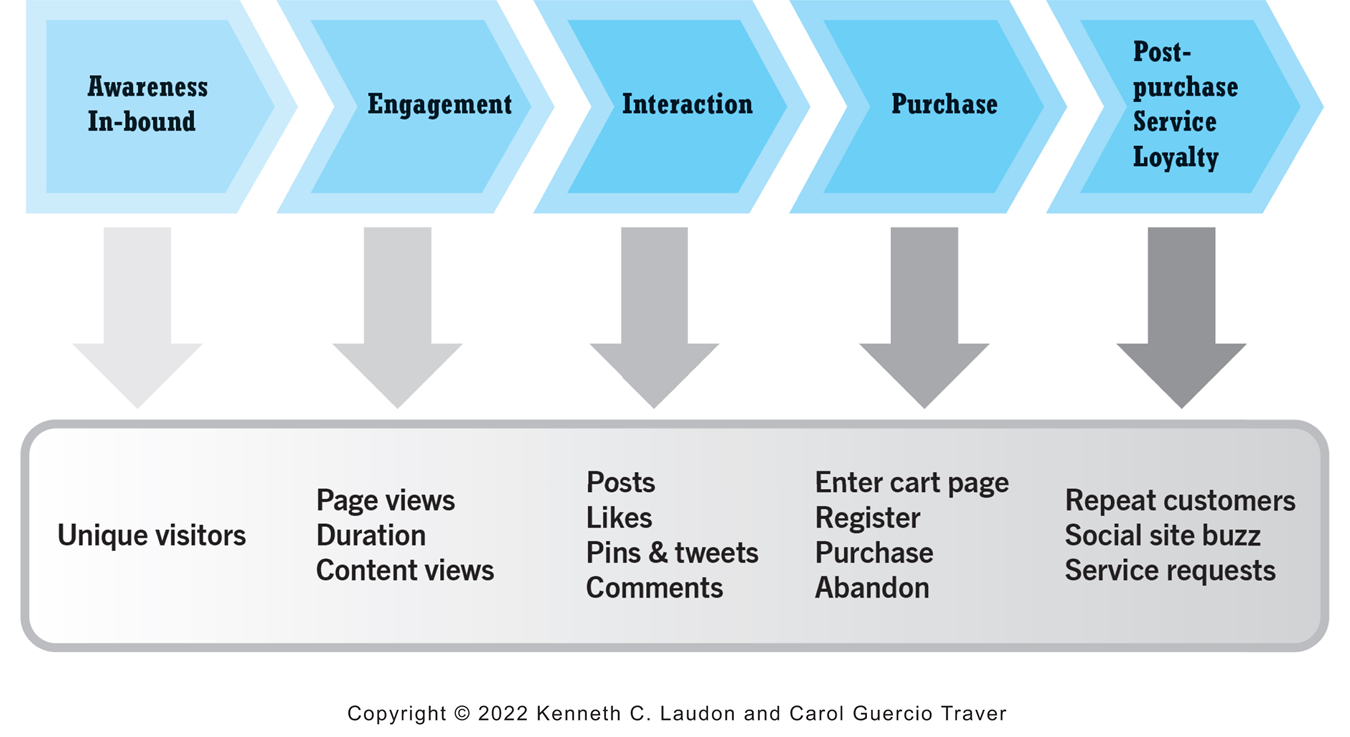 Awareness
In-bound
Engagement
Interaction
Purchase
Post-
purchase
Service
Loyalty
Unique visitors
Page views
Duration
Content views
Posts
Likes
Pins & tweets
Comments
Enter cart page
Register
Purchase
Abandon
Repeat customers
Social site buzz
Service requests
Copyright © 2022 Kenneth C. Laudon and Carol Guercio Traver